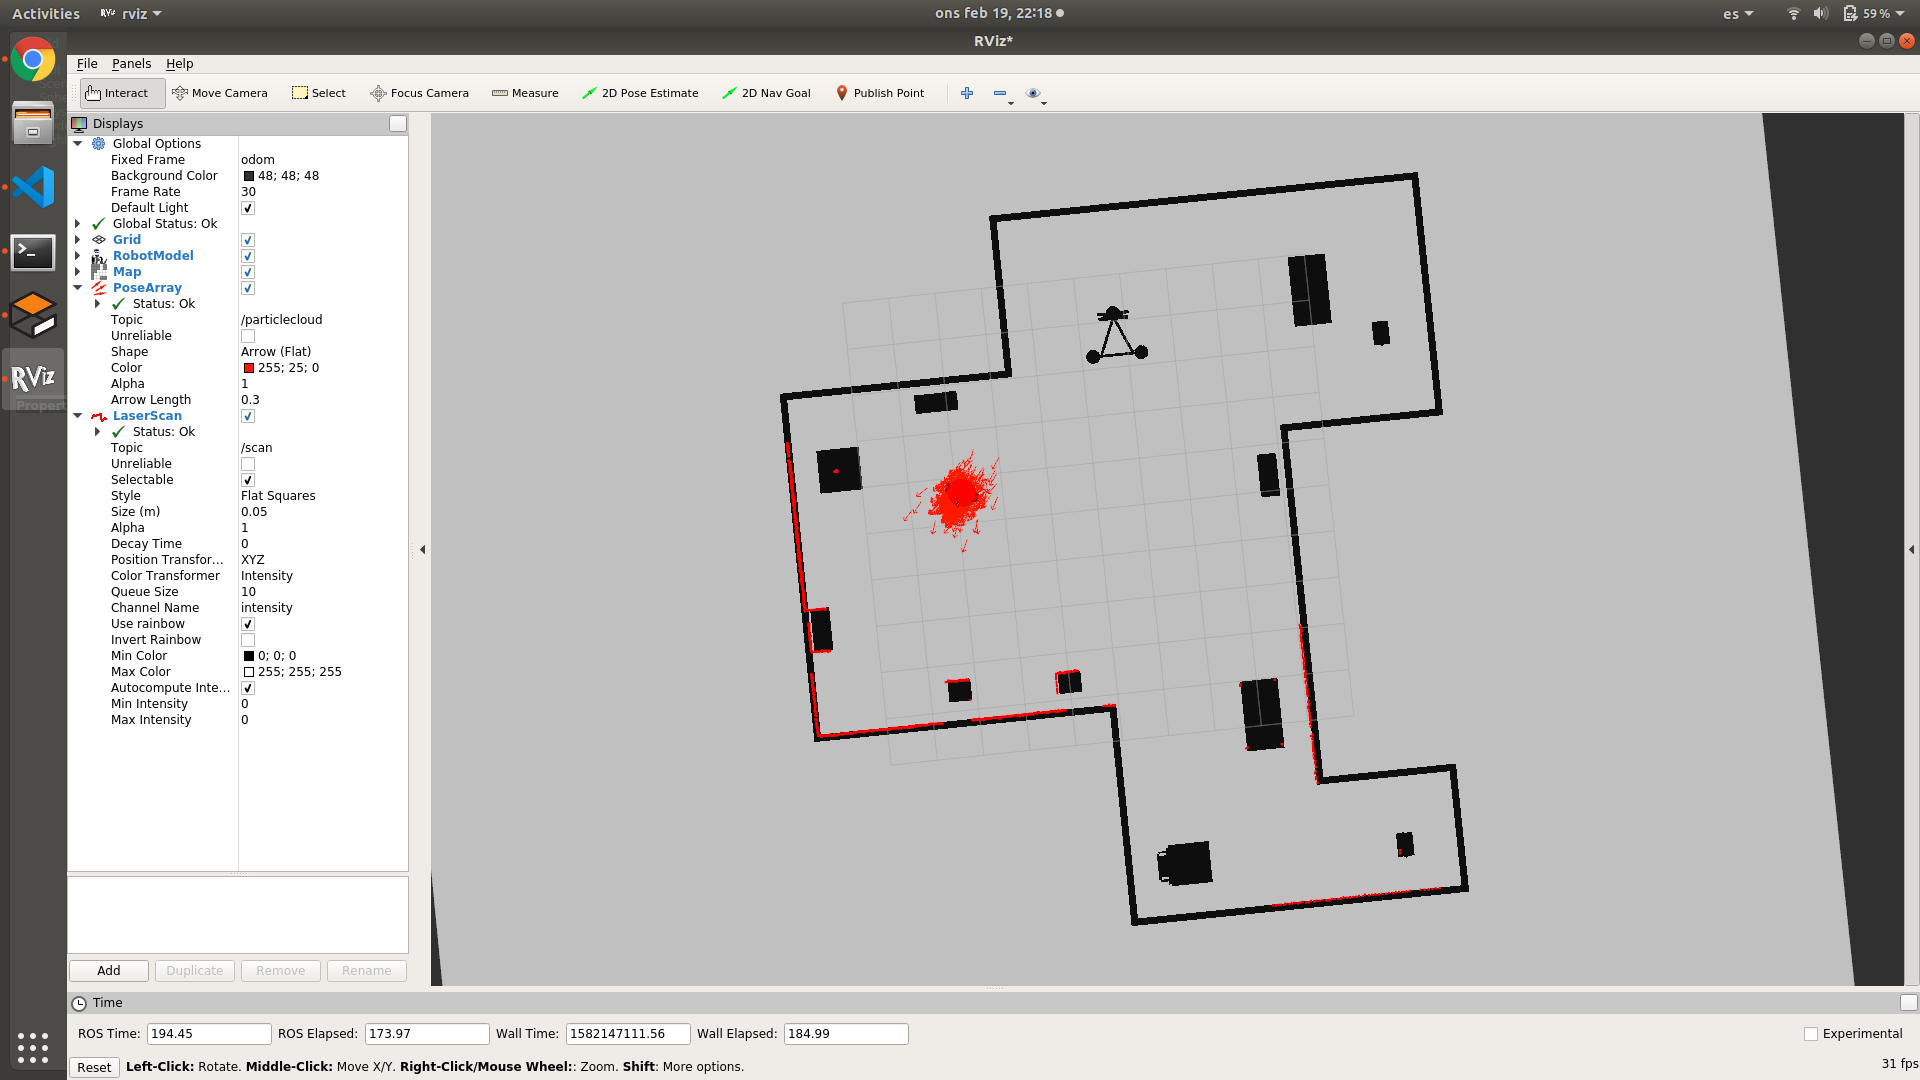 Activities rviz ons feb 19, 22:18 es 59 %
RViz*
File Panels Help
Interact Move Camera Select Focus Camera Measure 2D Pose Estimate 2D Nav Goal Publish Point
Displays
Global Options
Fixed Frame odom
Background Color 48; 48; 48
Frame Rate 30
Default Light
Global Status: Ok
Grid
RobotModel
Map
PoseArray
Status: Ok
Topic /particlecloud
Unreliable
Shape Arrow (Flat)
Color 255; 25; 0
Alpha 1
Arrow Length 0.3
LaserScan
Status: Ok
Topic /scan
Unreliable
Selectable
Style Flat Squares
Size (m) 0.05
Alpha 1
Decay Time 0
Position Transfor... XYZ
Color Transformer Intensity
Queue Size 10
Channel Name intensity
Use rainbow
Invert Rainbow
Min Color 0; 0; 0
Max Color 255; 255; 255
Autocompute Inte...
Min Intensity 0
Max Intensity 0
RViz
Add Duplicate Remove Rename
Time
ROS Time: 194.45 ROS Elapsed: 173.97 Wall Time: 1582147111.56 Wall Elapsed: 184.99 Experimental
Reset Left-Click: Rotate. Middle-Click: Move X/Y. Right-Click/Mouse Wheel:: Zoom. Shift: More options. 31 fps